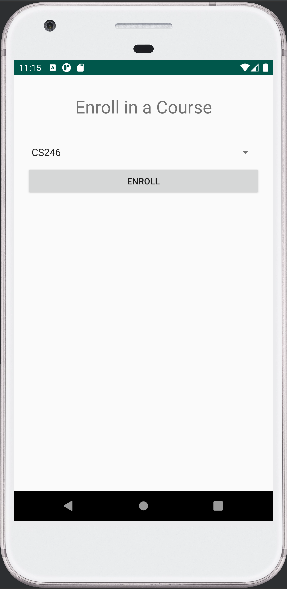 11:15
Enroll in a Course
CS246
ENROLL